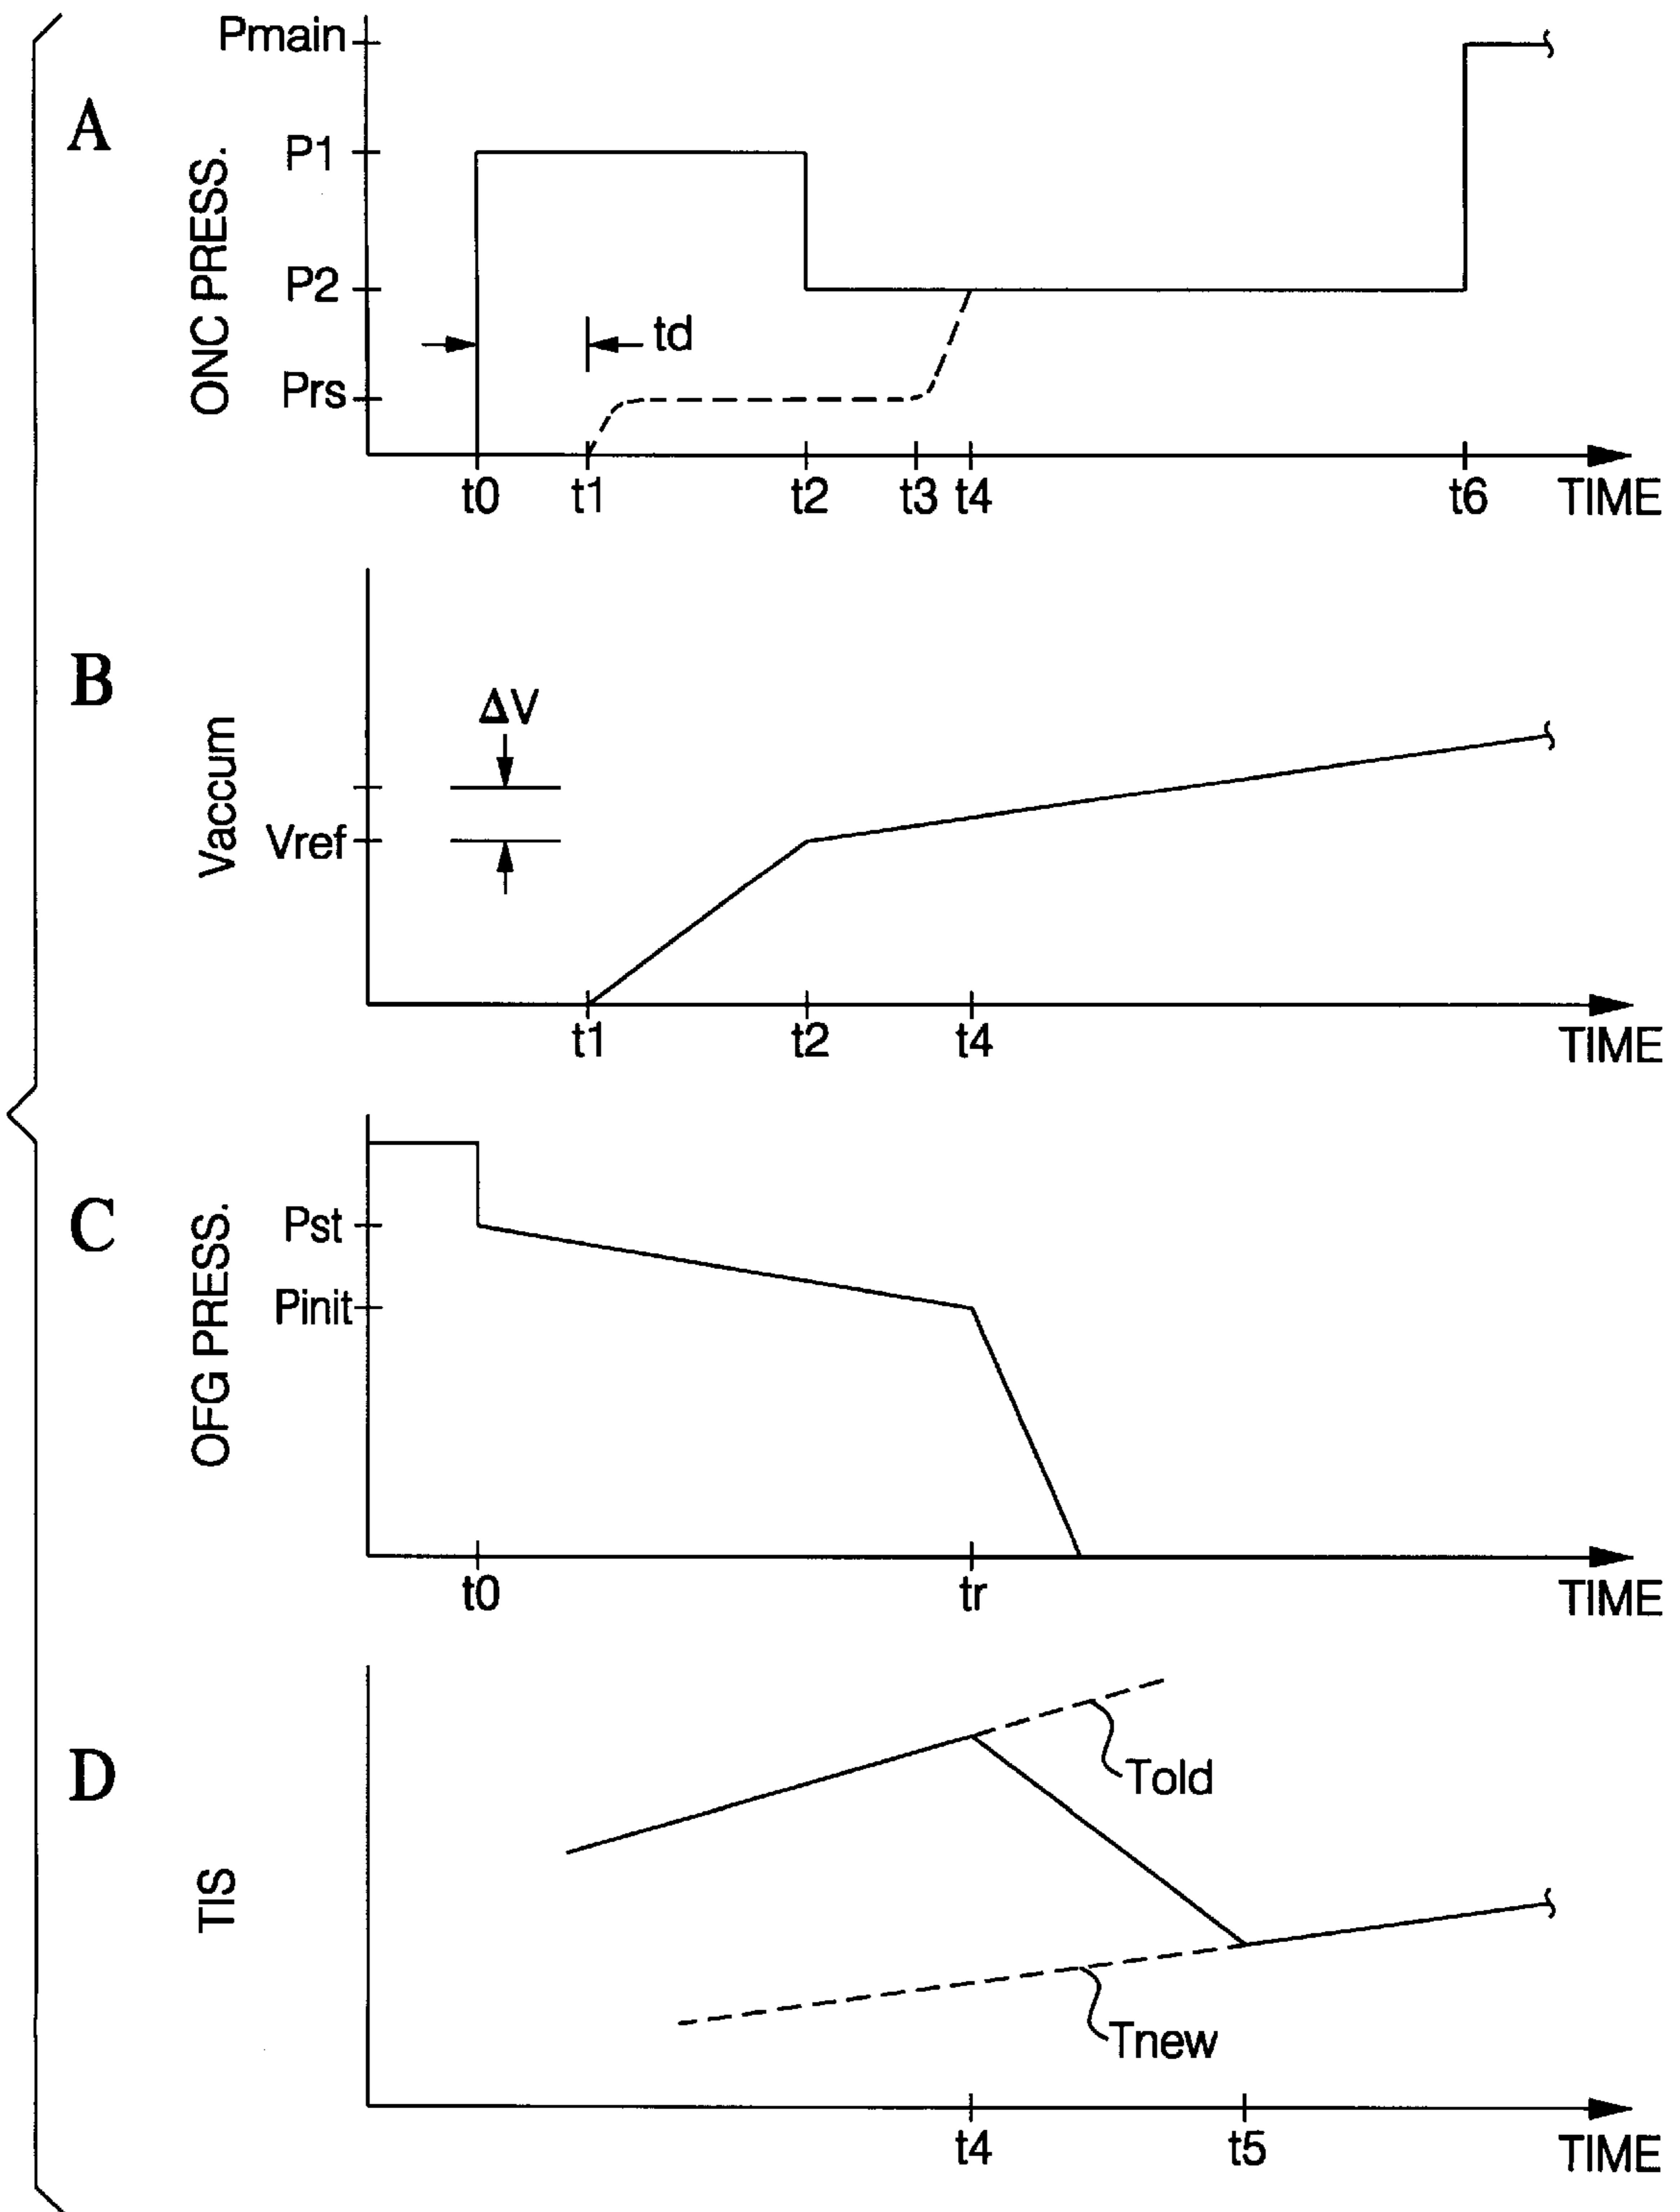 A
ONC PRESS.
Pmain
P1
P2
Prs
td
t0 t1 t2 t3 t4 t6 TIME
B
Vaccum
ΔV
Vref
t1 t2 t4 TIME
C
OFG PRESS.
Pst
Pinit
t0 tr TIME
D
TIS
Told
Tnew
t4 t5 TIME